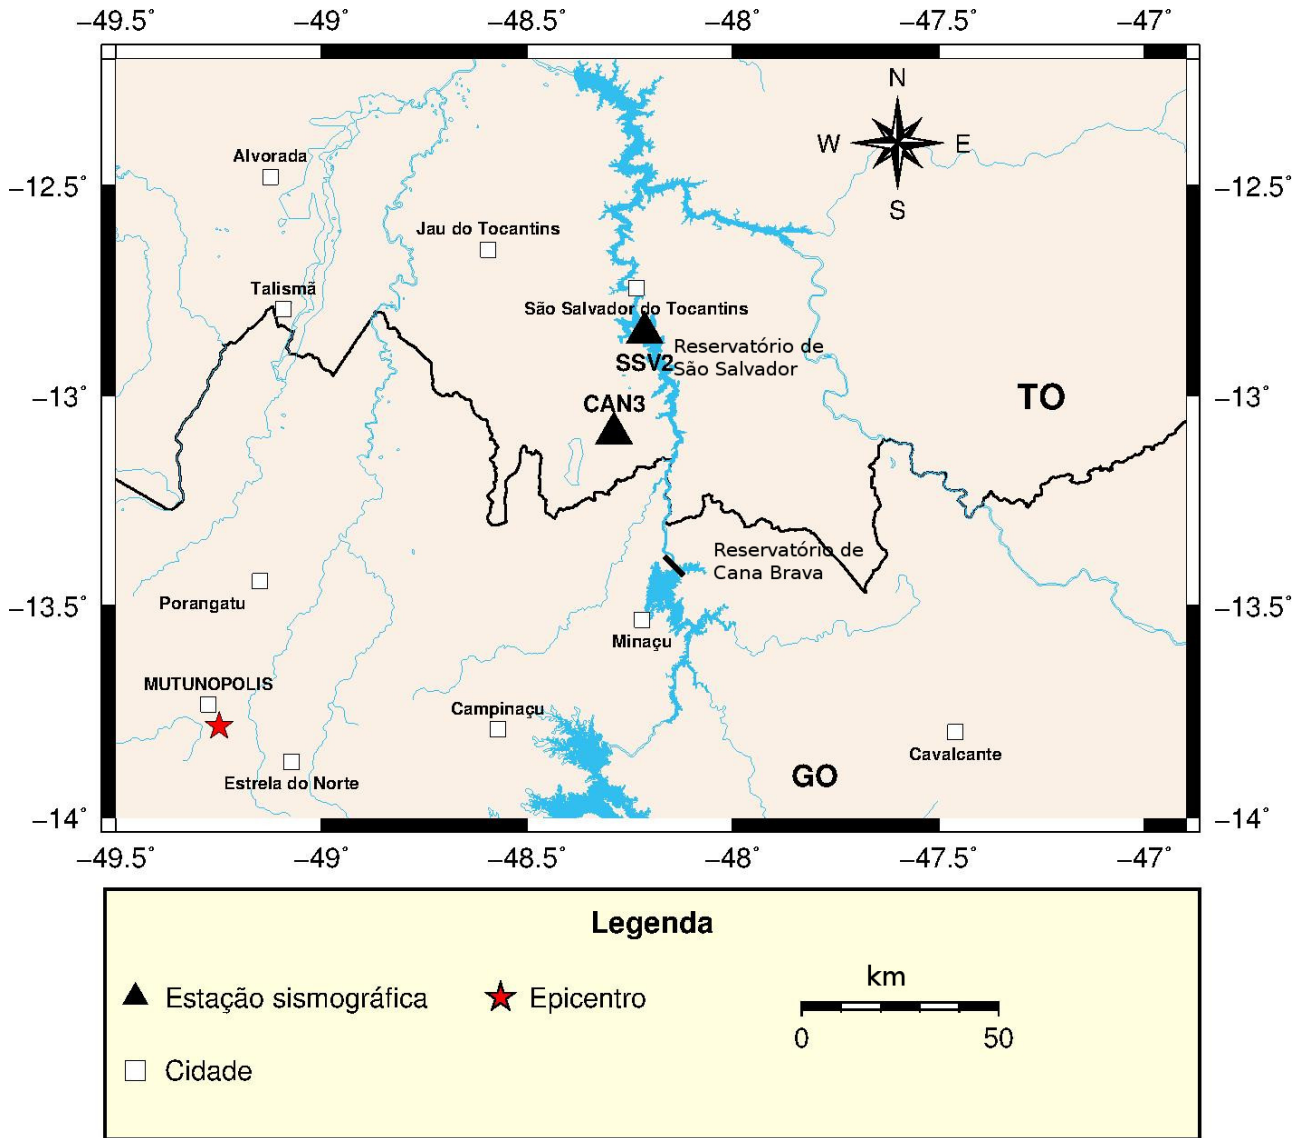 −49.5˚ −49˚ −48.5˚ −48˚ −47.5˚ −47˚
N
W E
S
Alvorada
−12.5˚ −12.5˚
Jau do Tocantins
Talismã
São Salvador do Tocantins
Reservatório de
São Salvador
SSV2
−13˚ −13˚
CAN3
TO
Reservatório de
Cana Brava
Porangatu
−13.5˚ −13.5˚
Minaçu
MUTUNOPOLIS
Campinaçu
Cavalcante
Estrela do Norte
GO
−14˚ −14˚
−49.5˚ −49˚ −48.5˚ −48˚ −47.5˚ −47˚
Legenda
Estação sismográfica
Epicentro
km
0 50
Cidade